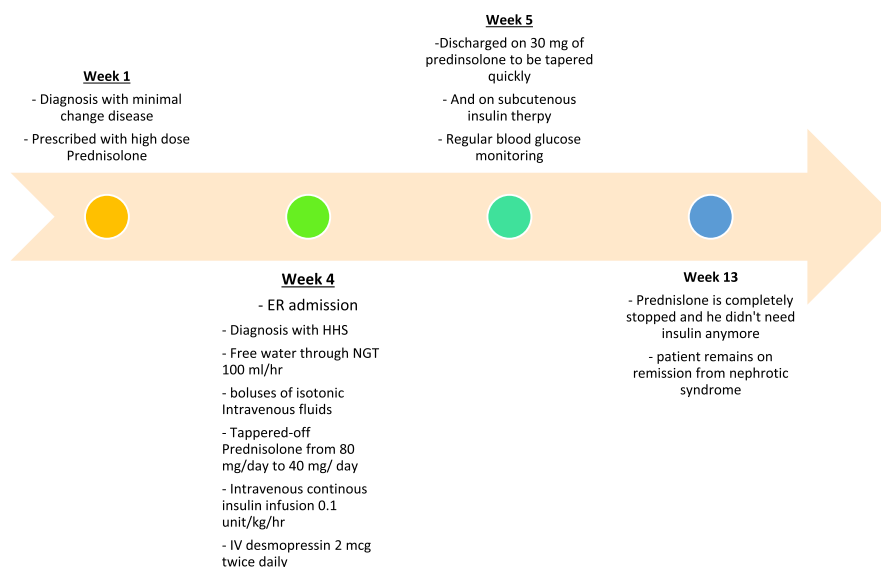 Week 1
- Diagnosis with minimal
change disease
- Prescribed with high dose
Prednisolone
Week 4
- ER admission
- Diagnosis with HHS
- Free water through NGT
100 ml/hr
- boluses of isotonic
Intravenous fluids
- Tappered-off
Prednisolone from 80
mg/day to 40 mg/ day
- Intravenous continous
insulin infusion 0.1
unit/kg/hr
- IV desmopressin 2 mcg
twice daily
Week 5
-Discharged on 30 mg of
predinsolone to be tapered
quickly
- And on subcutenous
insulin therpy
- Regular blood glucose
monitoring
Week 13
- Prednislone is completely
stopped and he didn't need
insulin anymore
- patient remains on
remission from nephrotic
syndrome